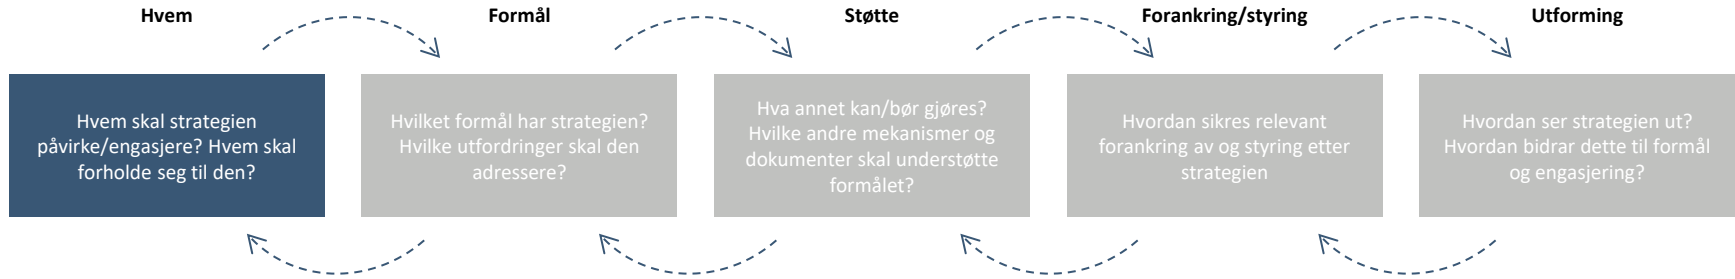 Hvem
Formål
Støtte
Forankring/styring
Utforming
Hvem skal strategien
påvirke/engasjere? Hvem skal
forholde seg til den?
Hvilket formål har strategien?
Hvilke utfordringer skal den
adressere?
Hva annet kan/bør gjøres?
Hvilke andre mekanismer og
dokumenter skal understøtte
formålet?
Hvordan sikres relevant
forankring av og styring etter
strategien
Hvordan ser strategien ut?
Hvordan bidrar dette til formål
og engasjering?